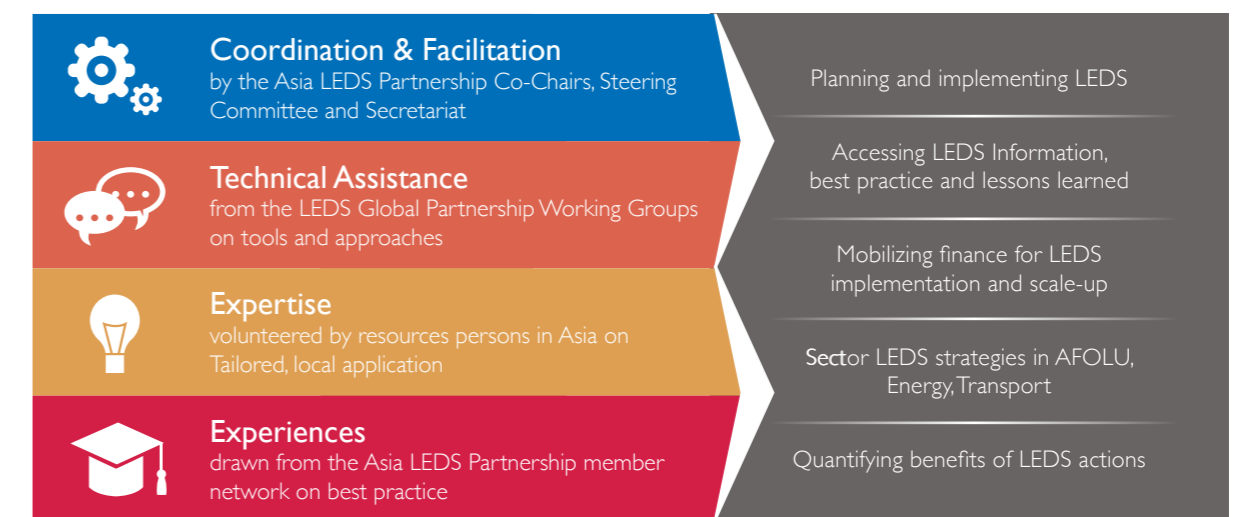 Coordination & Facilitation
by the Asia LEDS Partnership Co-Chairs, Steering
Committee and Secretariat
Technical Assistance
from the LEDS Global Partnership Working Groups
on tools and approaches
Expertise
volunteered by resources persons in Asia on
Tailored, local application
Experiences
drawn from the Asia LEDS Partnership member
network on best practice
Planning and implementing LEDS
Accessing LEDS Information,
best practice and lessons learned
Mobilizing finance for LEDS
implementation and scale-up
Sector LEDS strategies in AFOLU,
Energy, Transport
Quantifying benefits of LEDS actions